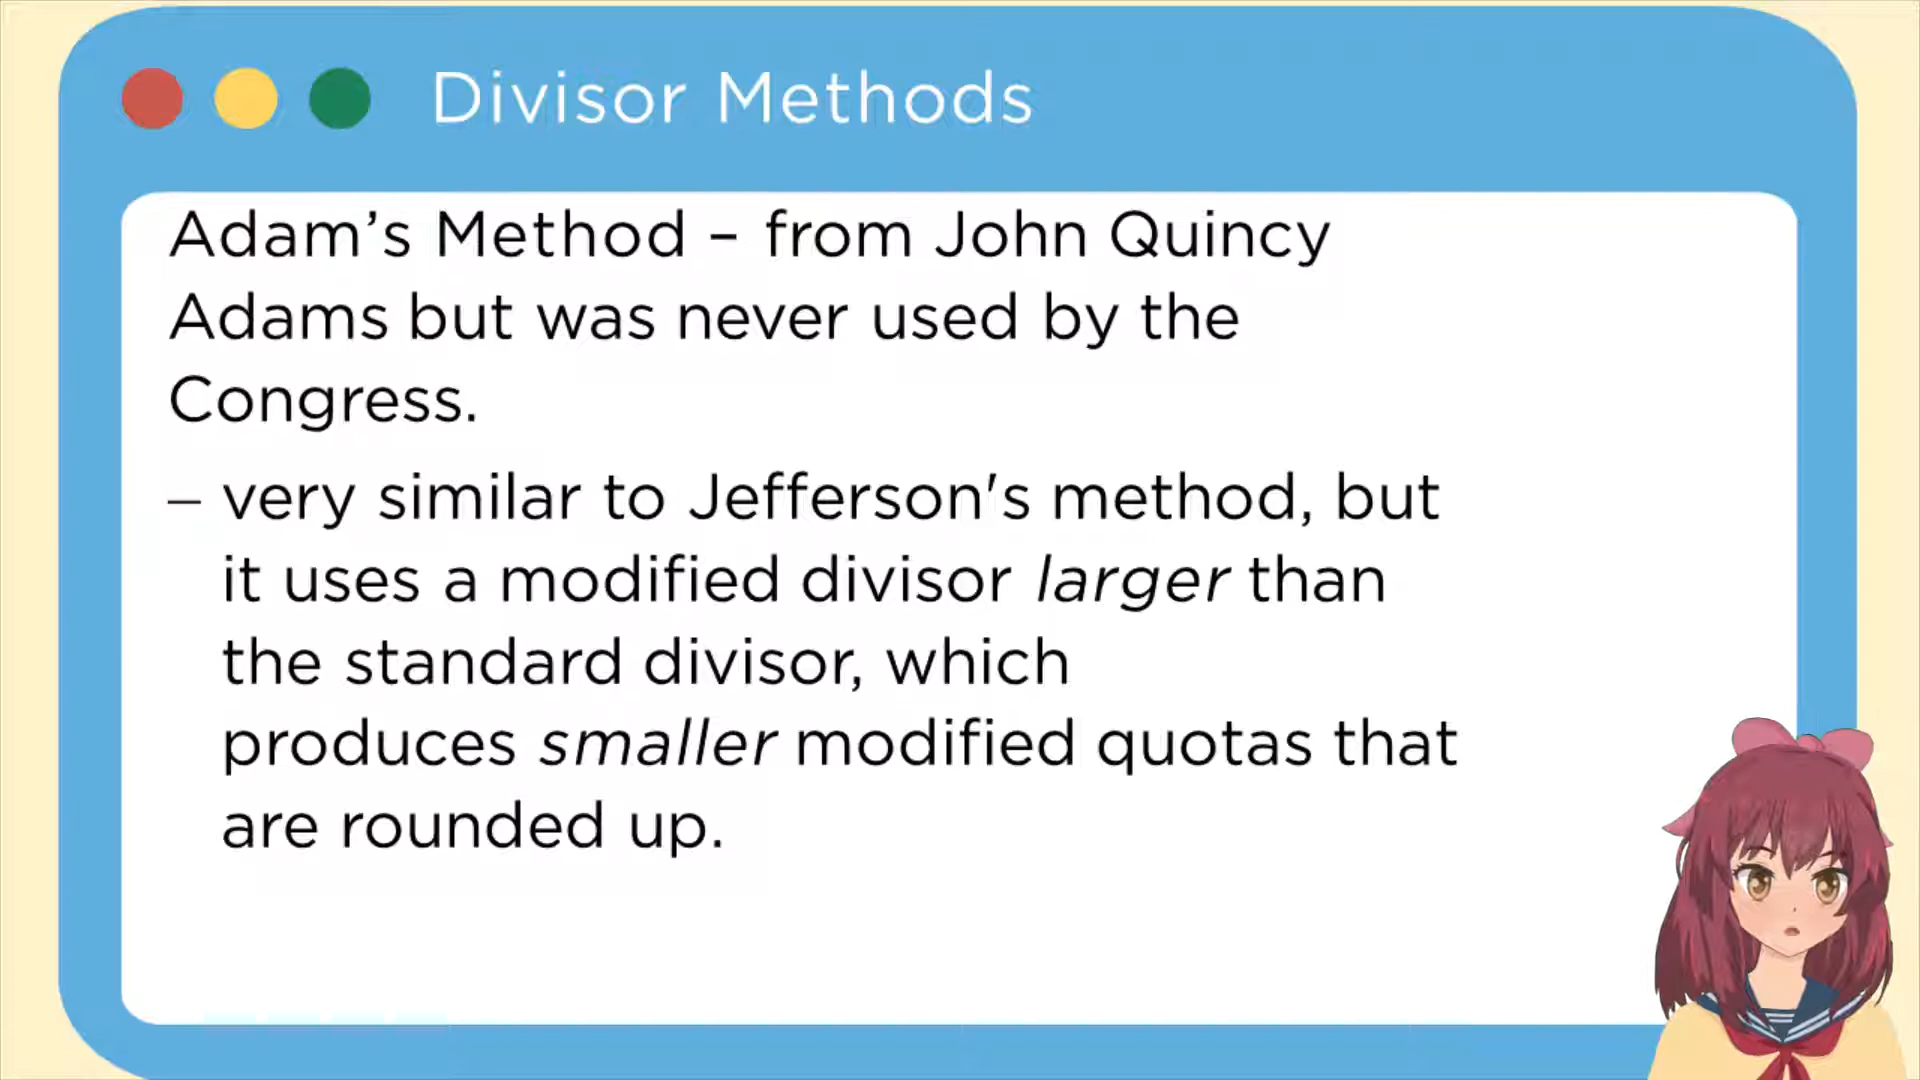 Divisor Methods
Adam’s Method – from John Quincy
Adams but was never used by the
Congress.
– very similar to Jefferson's method, but
it uses a modified divisor larger than
the standard divisor, which
produces smaller modified quotas that
are rounded up.